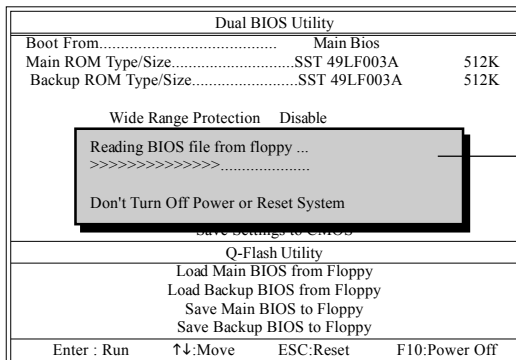 Dual BIOS Utility
Boot From.......................................... Main Bios
Main ROM Type/Size.............................SST 49LF003A 512K
Backup ROM Type/Size.........................SST 49LF003A 512K
Wide Range Protection Disable
Reading BIOS file from floppy ...
>>>>>>>>>>>>>>.....................
Don't Turn Off Power or Reset System
Save Settings to CMOS
Q-Flash Utility
Load Main BIOS from Floppy
Load Backup BIOS from Floppy
Save Main BIOS to Floppy
Save Backup BIOS to Floppy
Enter : Run ↑↓:Move ESC:Reset F10:Power Off